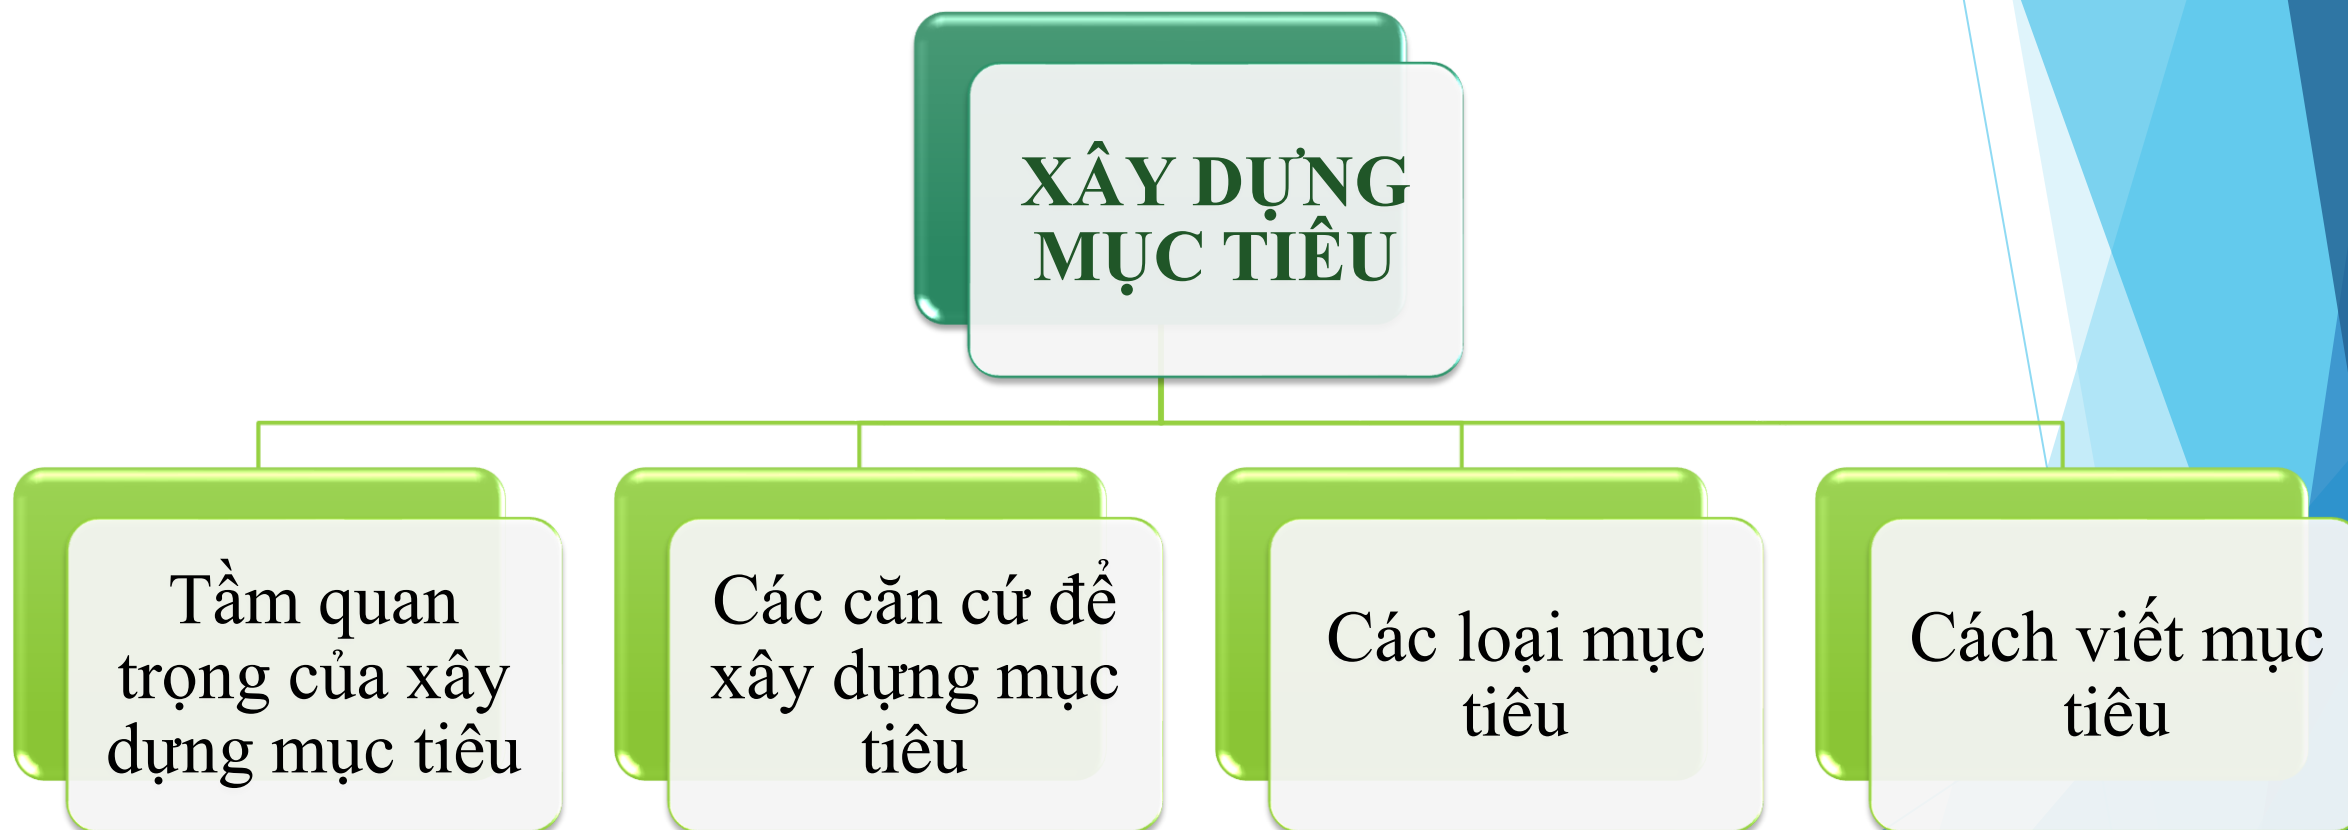 XÂY DỰNG
MỤC TIÊU
Tầm quan
trọng của xây
dựng mục tiêu
Các căn cứ để
xây dựng mục
tiêu
Các loại mục
tiêu
Cách viết mục
tiêu